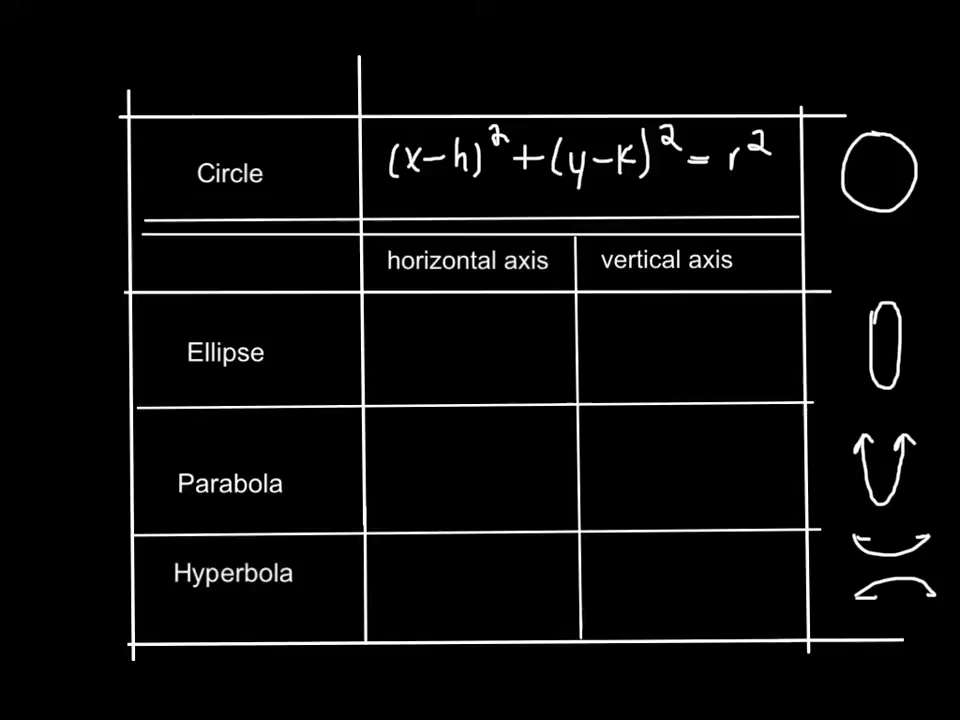 Circle (x-h)² + (y-k)² = r²
horizontal axis vertical axis
Ellipse
Parabola
Hyperbola